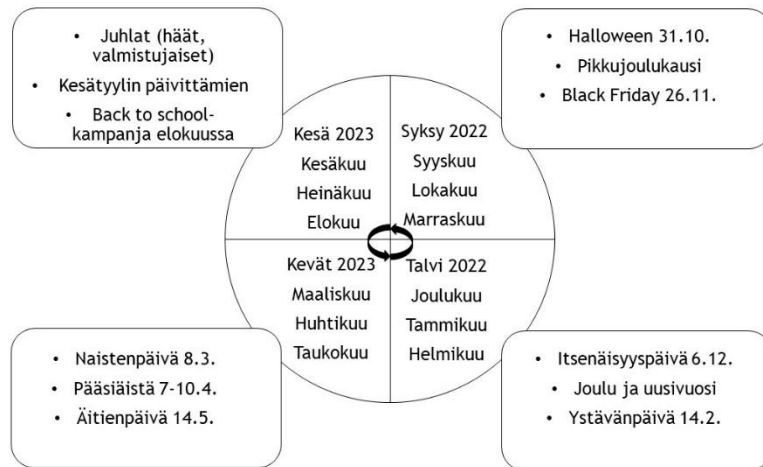 • Juhlat (häät,
valmistujaiset)
• Kesätyylin päivittämien
• Back to school-
kampanja elokuussa
• Halloween 31.10.
• Pikkujoulukausi
• Black Friday 26.11.
Kesä 2023
Kesäkuu
Heinäkuu
Elokuu
Syksy 2022
Syyskuu
Lokakuu
Marraskuu
Kevät 2023
Maaliskuu
Huhtikuu
Taukokuu
Talvi 2022
Joulukuu
Tammikuu
Helmikuu
• Naistenpäivä 8.3.
• Pääsiäistä 7-10.4.
• Äitienpäivä 14.5.
• Itsenäisyyspäivä 6.12.
• Joulu ja uusivuosi
• Ystävänpäivä 14.2.